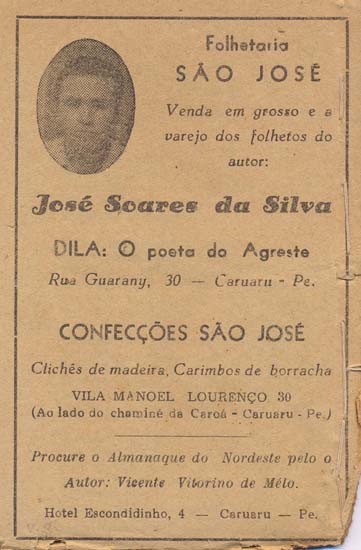 Folhetaria
SÃO JOSÉ
Venda em grosso e a
varejo dos folhetos do
autor:
José Soares da Silva
DILA: O poeta do Agreste
Rua Guarany, 30 — Caruaru - Pe.
CONFECÇÕES SÃO JOSÉ
Clichês de madeira, Carimbos de borracha
VILA MANOEL LOURENÇO 30
(Ao lado do chaminé da Caroá - Caruaru - Pe.)
Procure o Almanaque do Nordeste pelo o
Autor: Vicente Vitorino de Mélo.
Hotel Escondidinho, 4 — Caruaru — Pe.